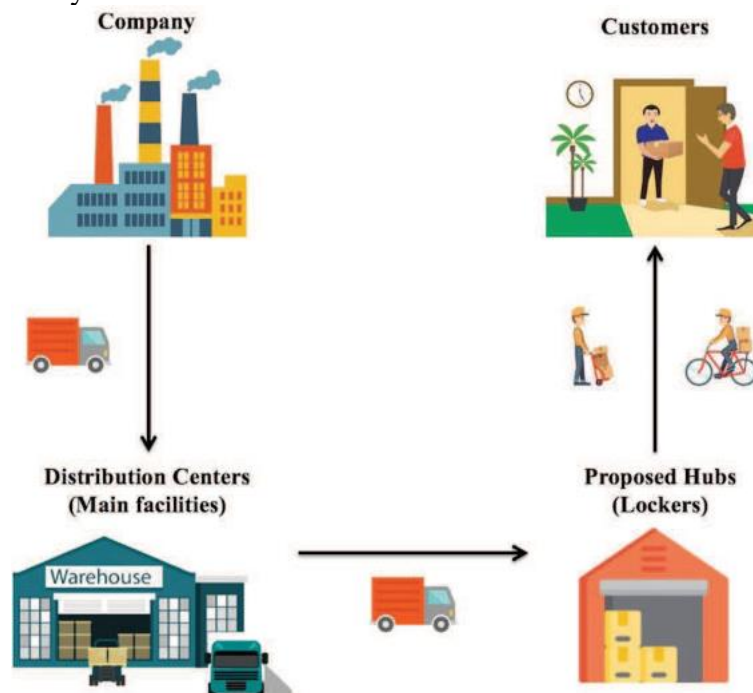 Company
Customers
Distribution Centers
(Main facilities)
Proposed Hubs
(Lockers)
Warehouse